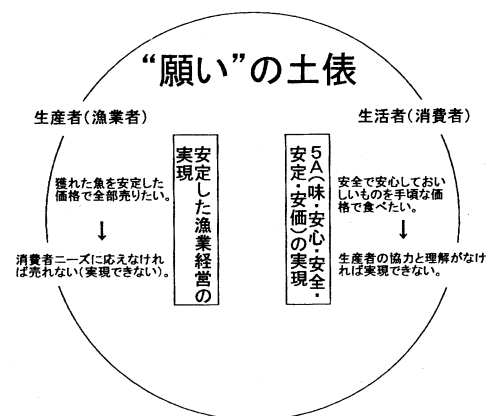 “願い”の土俵
生産者(漁業者)
獲れた魚を安定した
価格で全部売りたい。
↓
消費者ニーズに応えなけれ
ば売れない(実現できない)。
安定した漁業経営の
実現
生活者(消費者)
5A(味・安心・安全・
安定・安価)の実現
安全で安心しておい
しいものを手頃な価
格で食べたい。
↓
生産者の協力と理解がなけ
れば実現できない。